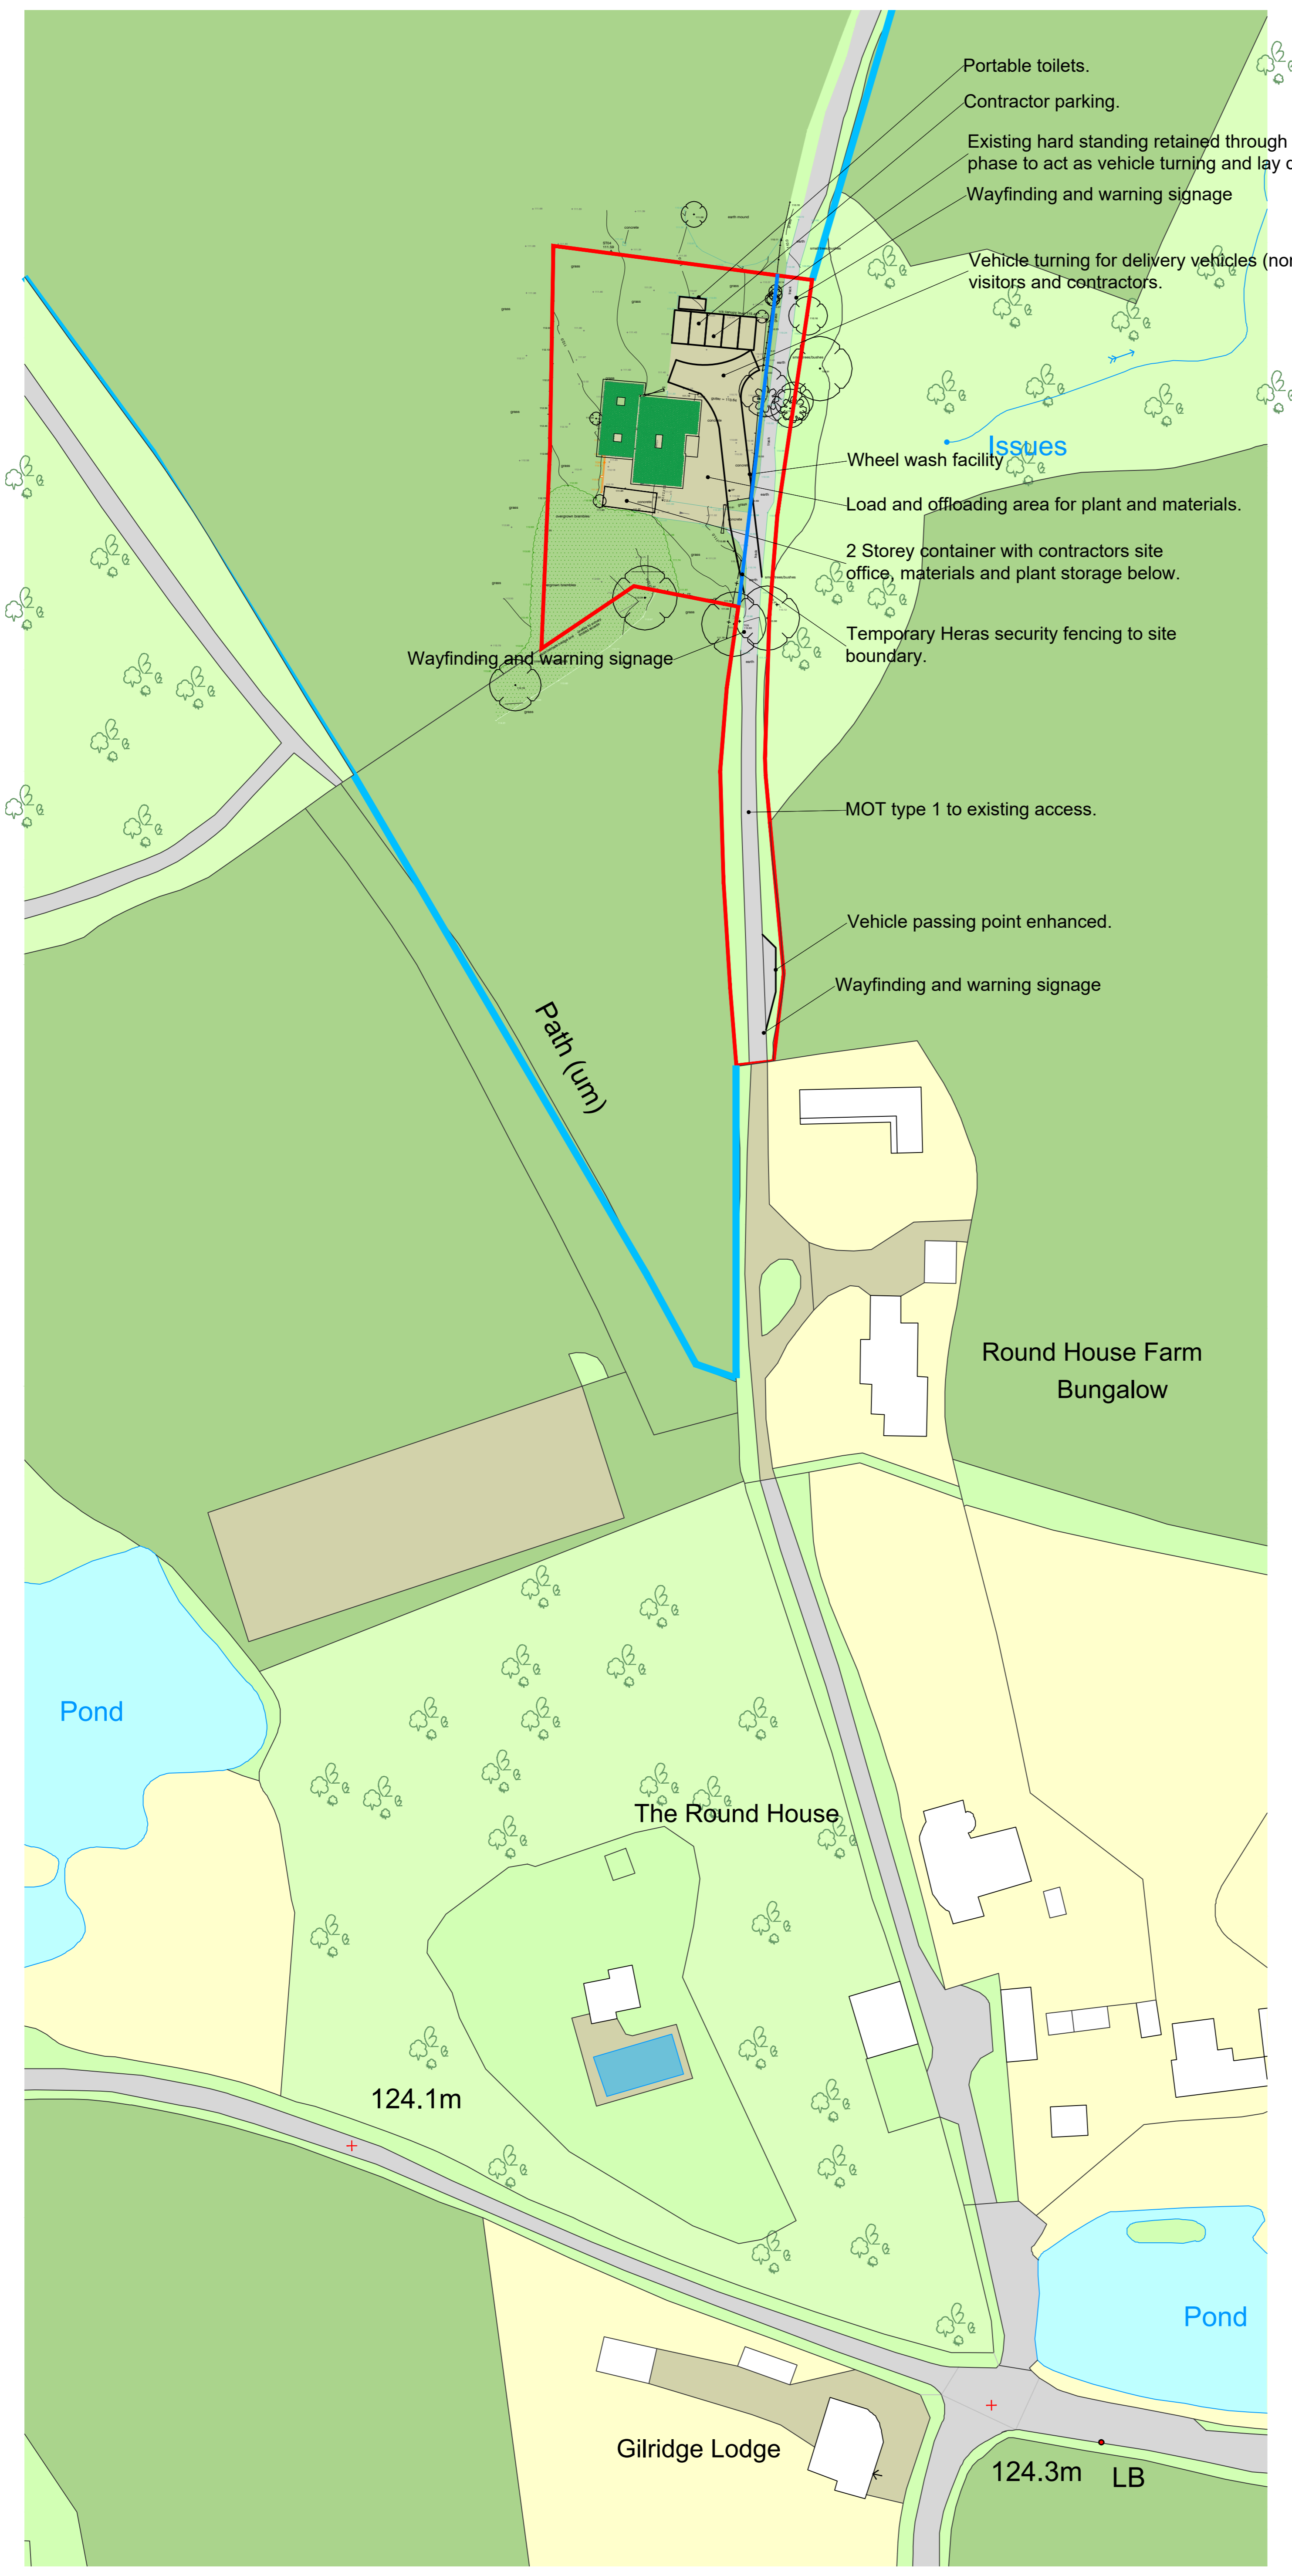 Portable toilets.
Contractor parking.
Existing hard standing retained through
phase to act as vehicle turning and lay
Wayfinding and warning signage
Vehicle turning for delivery vehicles
visitors and contractors.
Issues
Wheel wash facility
Load and offloading area for plant and materials.
2 Storey container with contractors site
office, materials and plant storage below.
Temporary Heras security fencing to site
boundary.
Wayfinding and warning signage
MOT type 1 to existing access.
Vehicle passing point enhanced.
Wayfinding and warning signage
Path (um)
Round House Farm
Bungalow
Pond
The Round House
124.1m
Pond
Gilridge Lodge
124.3m
LB